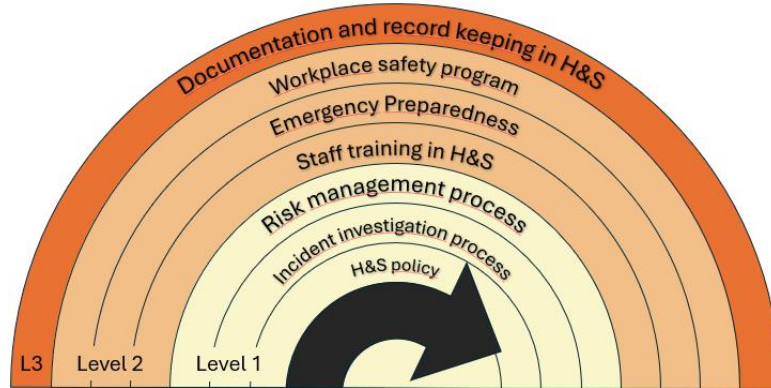 Documentation and record keeping in H&S
Workplace safety program
Emergency Preparedness
Staff training in H&S
Risk management process
Incident investigation process
H&S policy
L3
Level 2
Level 1